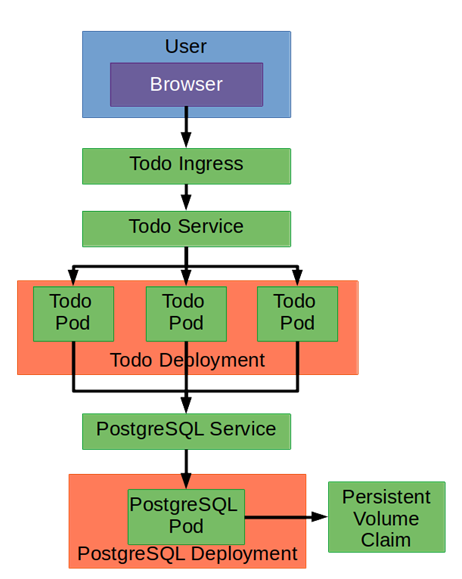 User
Browser
Todo Ingress
Todo Service
Todo
Pod
Todo
Pod
Todo
Pod
Todo Deployment
PostgreSQL Service
PostgreSQL
Pod
PostgreSQL Deployment
Persistent
Volume
Claim